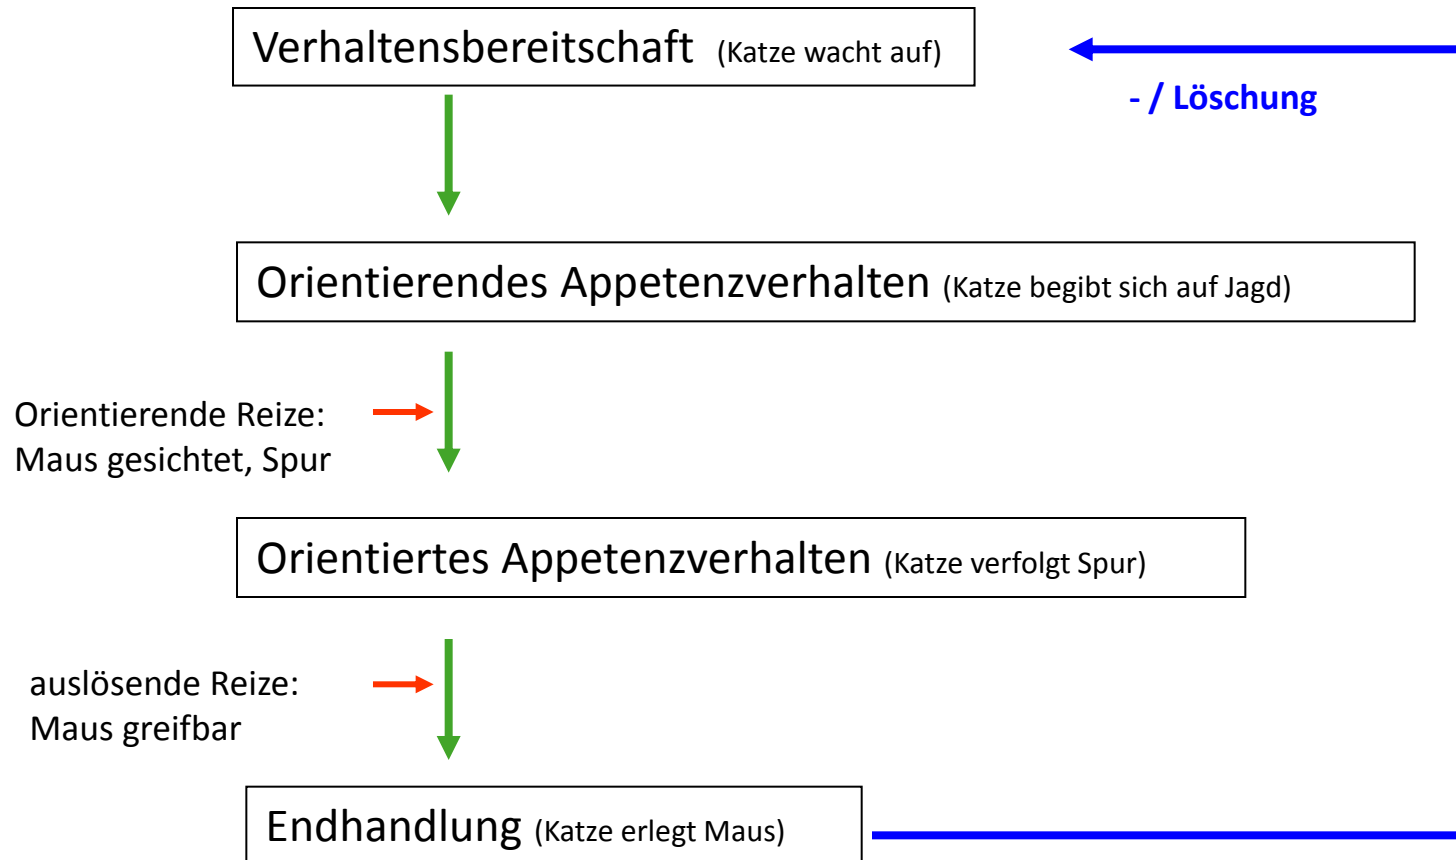 Verhaltensbereitschaft (Katze wacht auf)
- / Löschung
Orientierendes Appetenzverhalten (Katze begibt sich auf Jagd)
Orientierende Reize:
Maus gesichtet, Spur
Orientiertes Appetenzverhalten (Katze verfolgt Spur)
auslösende Reize:
Maus greifbar
Endhandlung (Katze erlegt Maus)